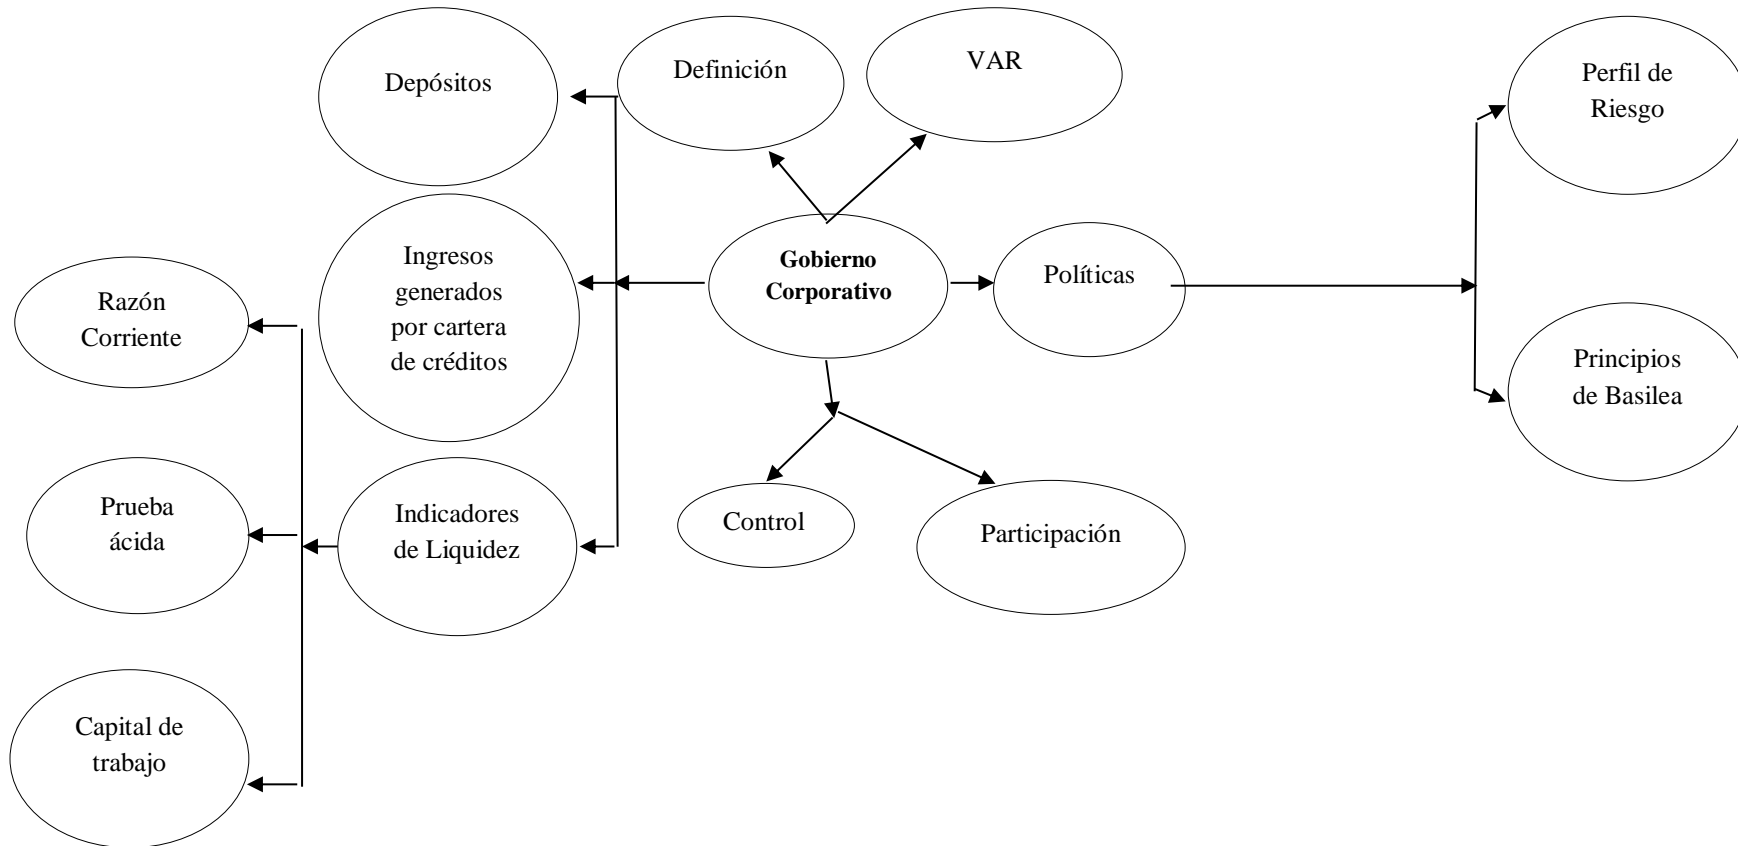 Depósitos
Definición
VAR
Perfil de
Riesgo
Ingresos
generados
por cartera
de créditos
Gobierno
Corporativo
Políticas
Razón
Corriente
Principios
de Basilea
Prueba
ácida
Indicadores
de Liquidez
Control
Participación
Capital de
trabajo